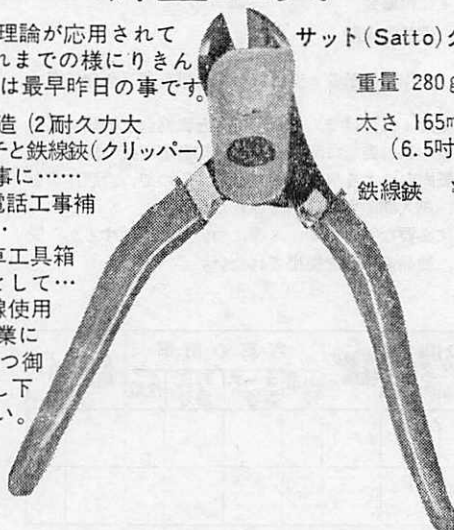 理論が応用されて
れまでの様にりきん
は最早昨日の事です。
造 (2)耐久力大
チと鉄線鋏(クリッパー)
事に……
電話工事補
…
車工具箱
として…
線使用
業に
つ御
し下
い。
サット(Satto)
重量 280g
太さ 165m
(6.5吋
鉄線鋏